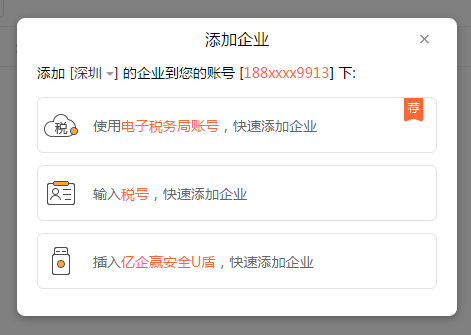 添加企业
添加 [深圳] 的企业到您的账号 [188xxxx9913] 下:
荐
税 使用电子税务局账号，快速添加企业
输入税号，快速添加企业
插入亿企赢安全U盾，快速添加企业